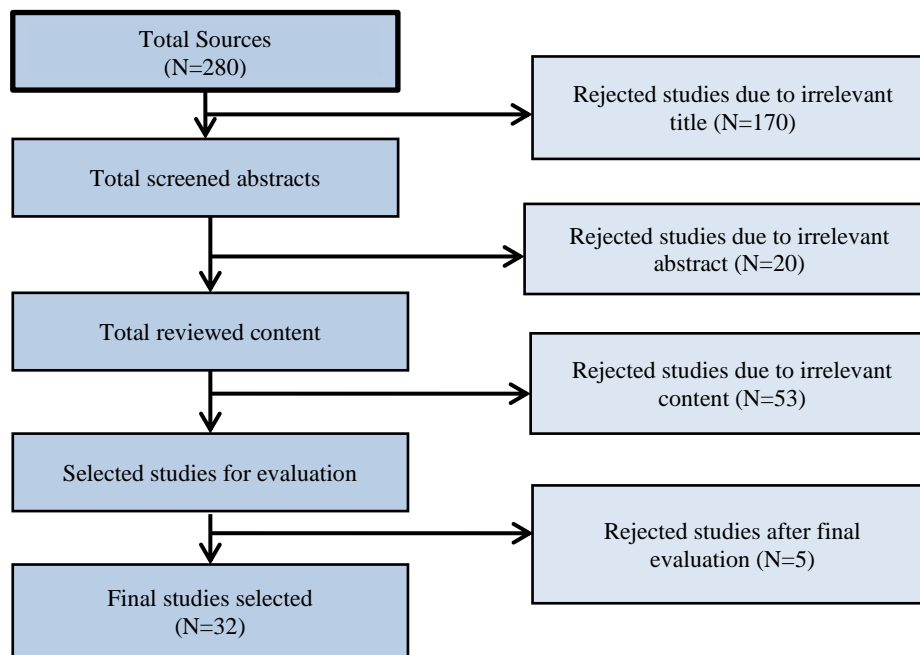 Total Sources
(N=280)
Rejected studies due to irrelevant
title (N=170)
Total screened abstracts
Rejected studies due to irrelevant
abstract (N=20)
Total reviewed content
Rejected studies due to irrelevant
content (N=53)
Selected studies for evaluation
Rejected studies after final
evaluation (N=5)
Final studies selected
(N=32)